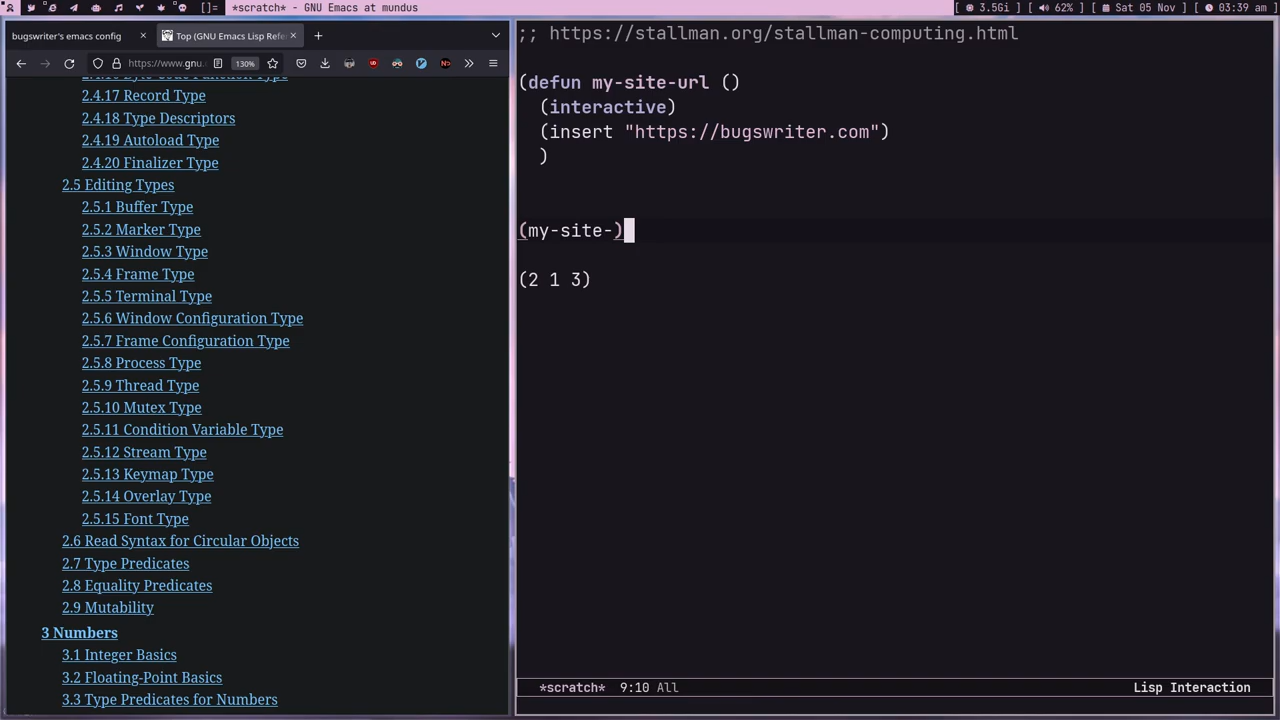 []= *scratch* - GNU Emacs at mundus 3.5Gi 62% Sat 05 Nov 03:39 am
bugswriter's emacs config Top (GNU Emacs Lisp Refe
https://www.gnu. 130%
2.4.17 Record Type
2.4.18 Type Descriptors
2.4.19 Autoload Type
2.4.20 Finalizer Type
2.5 Editing Types
2.5.1 Buffer Type
2.5.2 Marker Type
2.5.3 Window Type
2.5.4 Frame Type
2.5.5 Terminal Type
2.5.6 Window Configuration Type
2.5.7 Frame Configuration Type
2.5.8 Process Type
2.5.9 Thread Type
2.5.10 Mutex Type
2.5.11 Condition Variable Type
2.5.12 Stream Type
2.5.13 Keymap Type
2.5.14 Overlay Type
2.5.15 Font Type
2.6 Read Syntax for Circular Objects
2.7 Type Predicates
2.8 Equality Predicates
2.9 Mutability
3 Numbers
3.1 Integer Basics
3.2 Floating-Point Basics
3.3 Type Predicates for Numbers
;; https://stallman.org/stallman-computing.html
(defun my-site-url ()
(interactive)
(insert "https://bugswriter.com")
)
(my-site-)
(2 1 3)
*scratch* 9:10 All Lisp Interaction